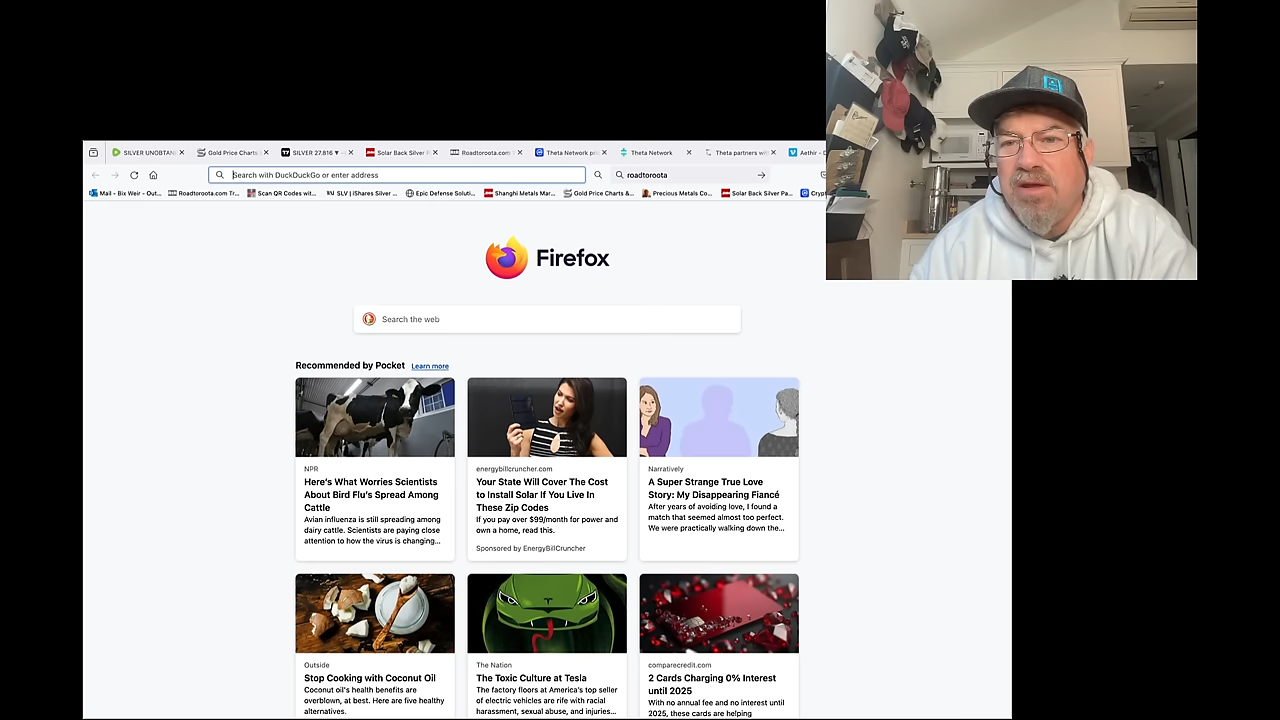 SILVER UNOBTAN
Gold Price Charts
SILVER 27.816 ▼
Solar Back Silver P
Roadtoroota.com
Theta Network pri
Theta Network
Theta partners wit
Aethir -
Search with DuckDuckGo or enter address
roadtoroota
Mail - Bix Weir - Out...
Roadtoroota.com Tr...
Scan QR Codes wit...
SLV | iShares Silver ...
Epic Defense Soluti...
Shanghi Metals Mar...
Gold Price Charts &...
Precious Metals Co...
Solar Back Silver Pa...
Crypt
Firefox
Search the web
Recommended by Pocket Learn more
NPR
Here's What Worries Scientists
About Bird Flu's Spread Among
Cattle
Avian influenza is still spreading among
dairy cattle. Scientists are paying close
attention to how the virus is changing...
energybillcruncher.com
Your State Will Cover The Cost
to Install Solar If You Live In
These Zip Codes
If you pay over $99/month for power and
own a home, read this.
Sponsored by EnergyBillCruncher
Narratively
A Super Strange True Love
Story: My Disappearing Fiancé
After years of avoiding love, I found a
match that seemed almost too perfect.
We were practically walking down the...
Outside
Stop Cooking with Coconut Oil
Coconut oil's health benefits are
overblown, at best. Here are five healthy
alternatives.
The Nation
The Toxic Culture at Tesla
The factory floors at America's top seller
of electric vehicles are rife with racial
harassment, sexual abuse, and injuries...
comparecredit.com
2 Cards Charging 0% Interest
until 2025
With no annual fee and no interest until
2025, these cards are helping